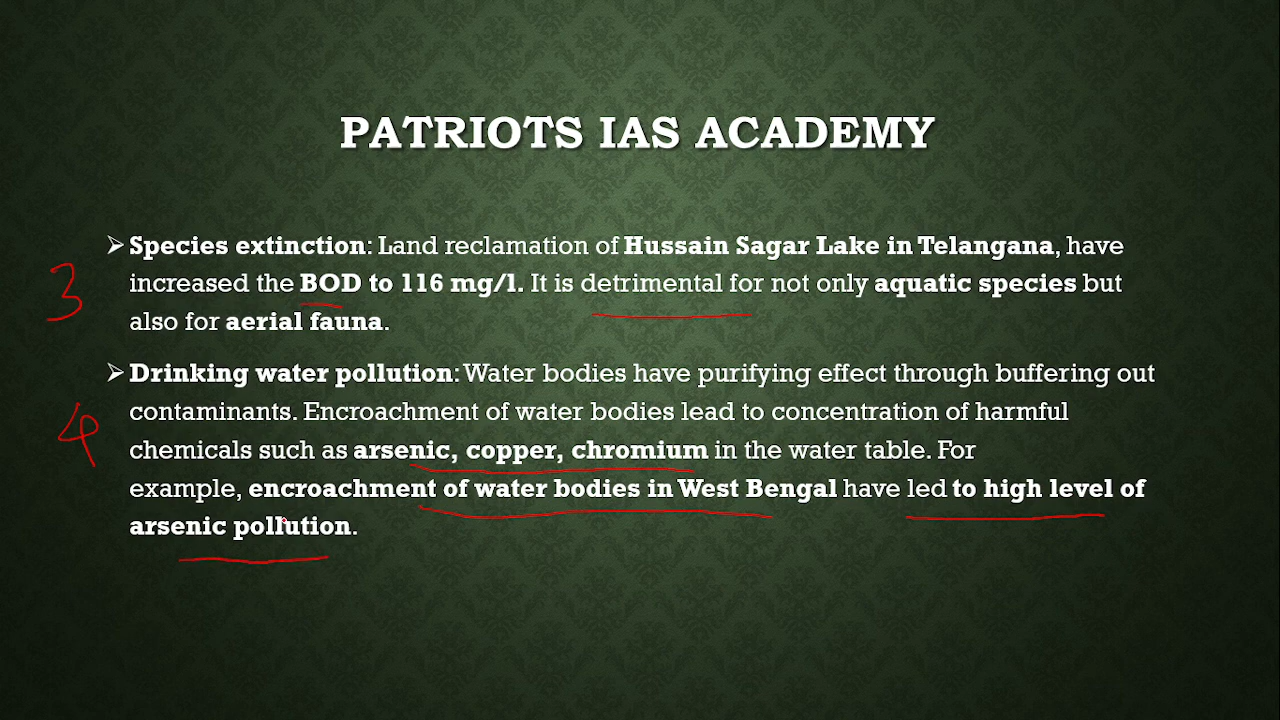 PATRIOTS IAS ACADEMY
➢ Species extinction: Land reclamation of Hussain Sagar Lake in Telangana, have
3
increased the BOD to 116 mg/l. It is detrimental for not only aquatic species but
also for aerial fauna.
➢ Drinking water pollution: Water bodies have purifying effect through buffering out
contaminants. Encroachment of water bodies lead to concentration of harmful
4
chemicals such as arsenic, copper, chromium in the water table. For
example, encroachment of water bodies in West Bengal have led to high level of
arsenic pollution.